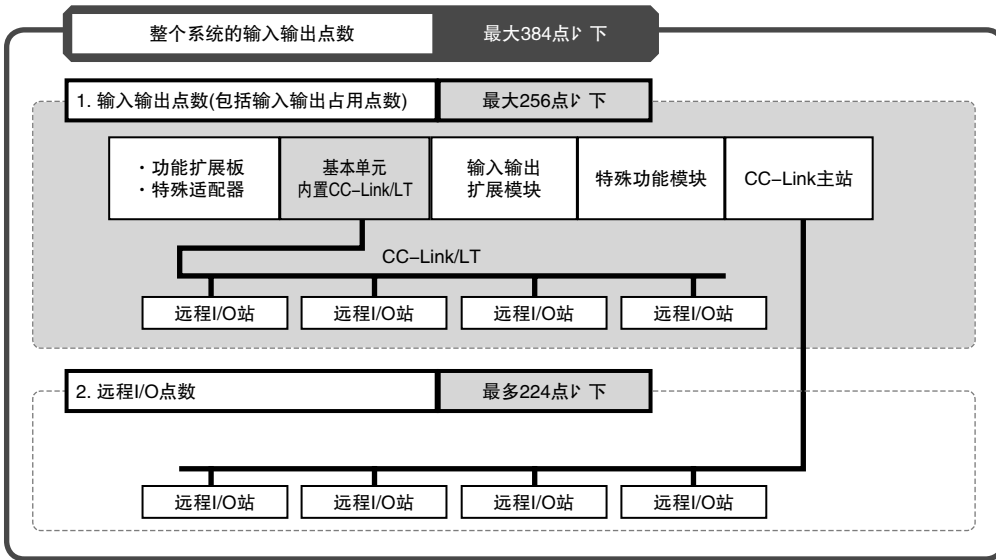 整个系统的输入输出点数
最大384点以下
1. 输入输出点数(包括输入输出占用点数)
最大256点以下
・功能扩展板
・特殊适配器
基本单元
内置CC-Link/LT
输入输出
扩展模块
特殊功能模块
CC-Link主站
CC-Link/LT
远程I/O站
远程I/O站
远程I/O站
远程I/O站
2. 远程I/O点数
最多224点以下
远程I/O站
远程I/O站
远程I/O站
远程I/O站